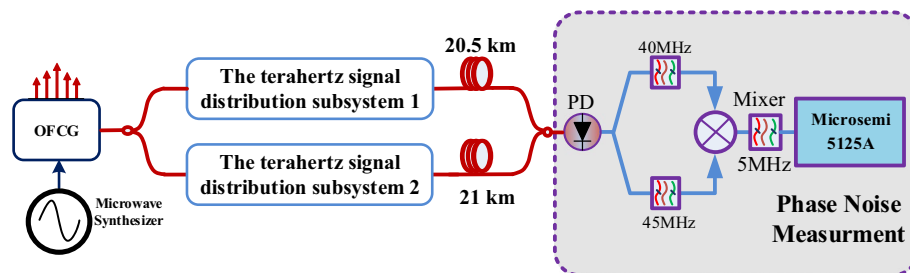 OFCG
Microwave
Synthesizer
The terahertz signal
distribution subsystem 1
20.5 km
The terahertz signal
distribution subsystem 2
21 km
PD
40MHz
45MHz
Mixer
5MHz
Microsemi
5125A
Phase Noise
Measurment